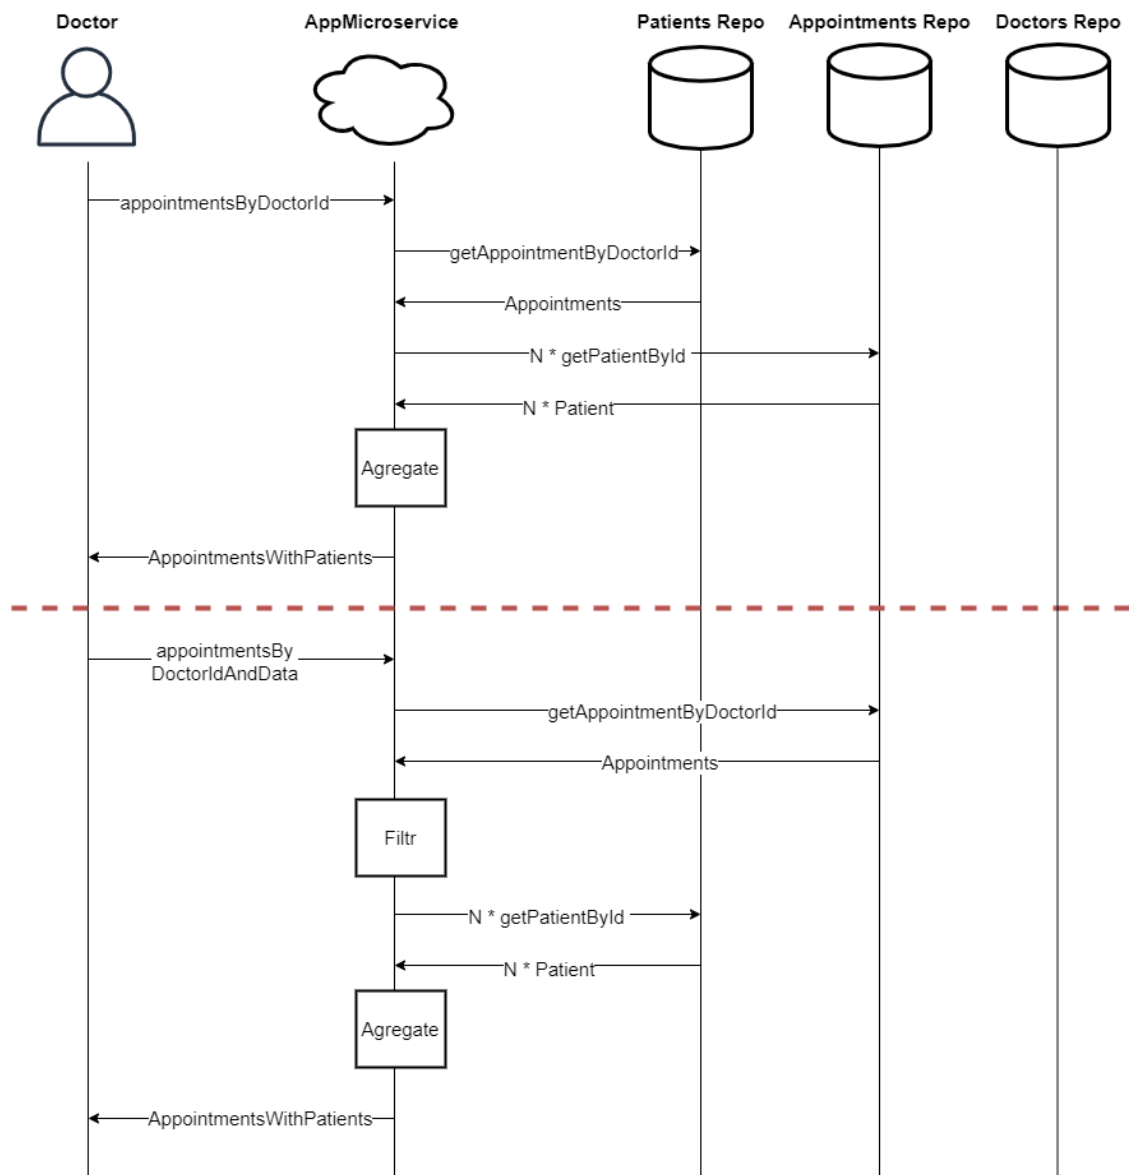 Doctor
AppMicroservice
Patients Repo
Appointments Repo
Doctors Repo
appointmentsByDoctorId
getAppointmentByDoctorId
Appointments
N * getPatientById
N * Patient
Agregate
AppointmentsWithPatients
appointmentsBy
DoctorIdAndData
getAppointmentByDoctorId
Appointments
Filtr
N * getPatientById
N * Patient
Agregate
AppointmentsWithPatients